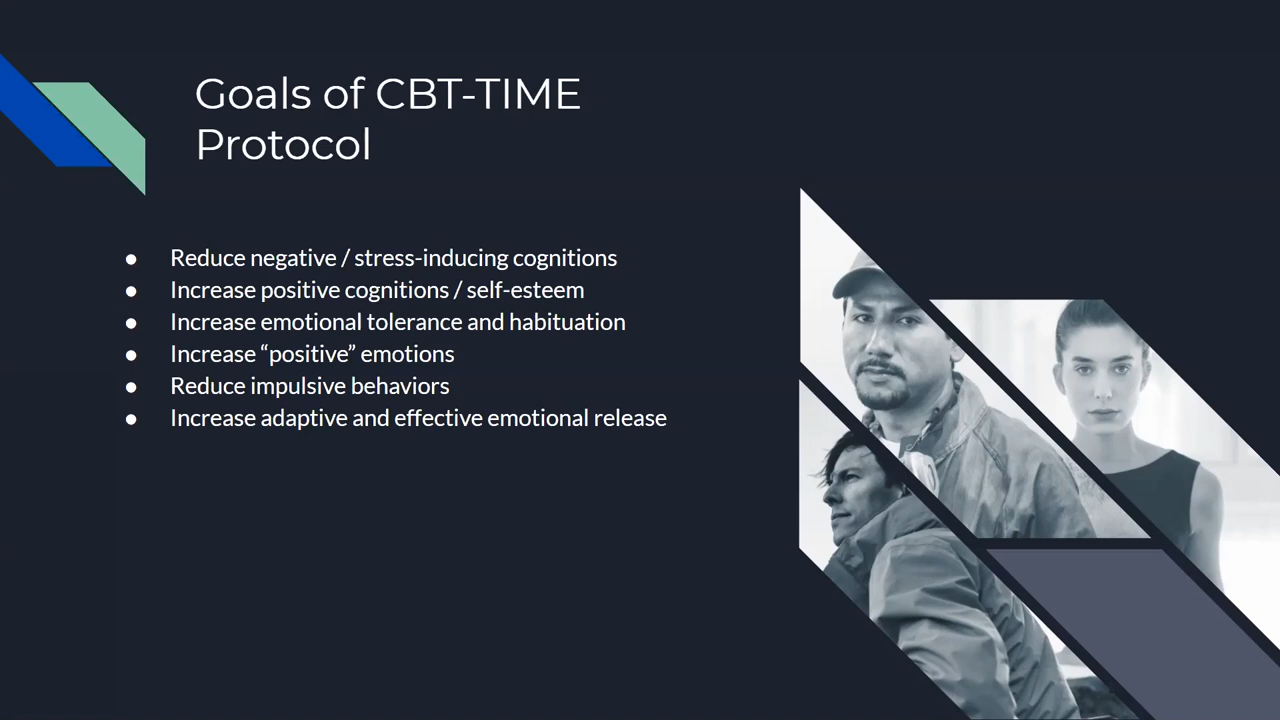 Goals of CBT-TIME
Protocol
● Reduce negative / stress-inducing cognitions
● Increase positive cognitions / self-esteem
● Increase emotional tolerance and habituation
● Increase “positive” emotions
● Reduce impulsive behaviors
● Increase adaptive and effective emotional release